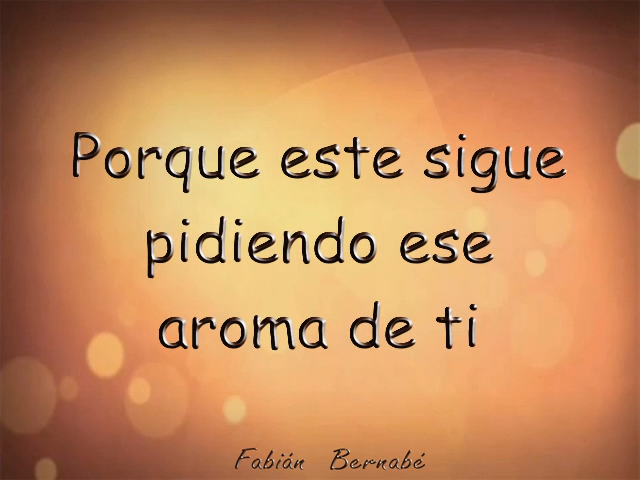 Porque este sigue
pidiendo ese
aroma de ti
Fabián Bernabé